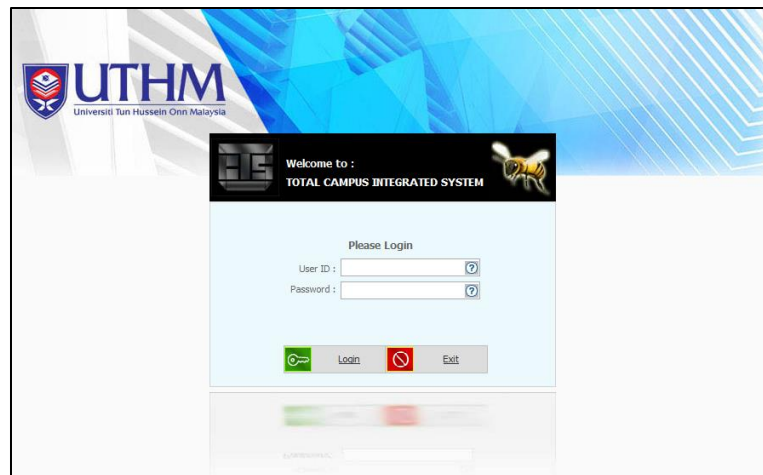 UTHM
Universiti Tun Hussein Onn Malaysia
Welcome to :
TOTAL CAMPUS INTEGRATED SYSTEM
Please Login
User ID :
Password :
Login
Exit